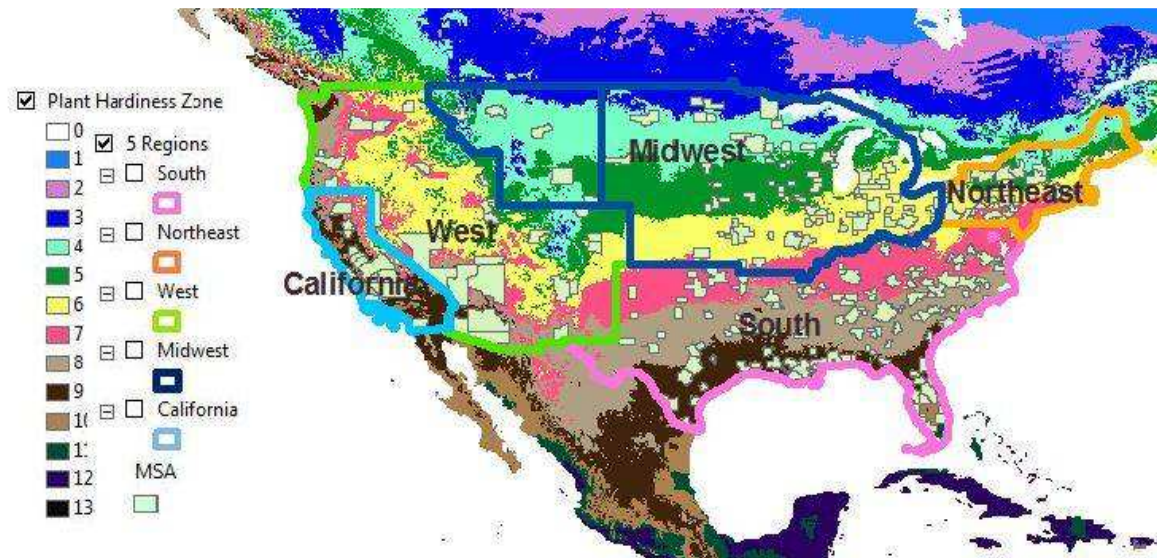 Plant Hardiness Zone
0
1
2
3
4
5
6
7
8
9
10
11
12
13
5 Regions
South
Northeast
West
Midwest
California
MSA
Midwest
Northeast
West
California
South